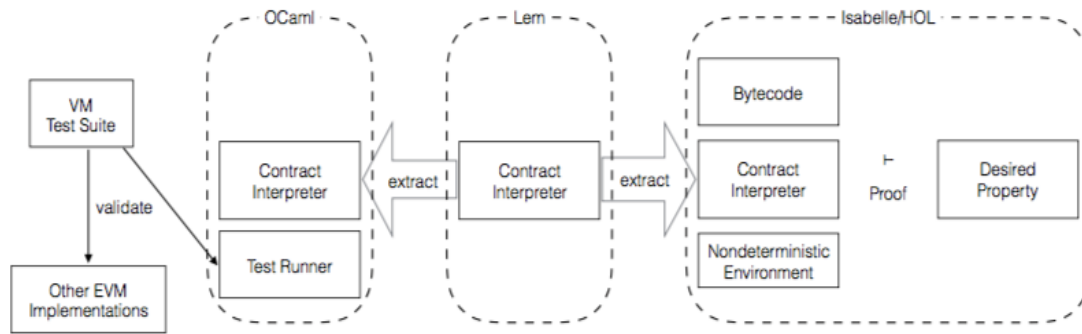 OCaml
Lem
Isabelle/HOL
VM
Test Suite
validate
Other EVM
Implementations
Contract
Interpreter
Test Runner
extract
Contract
Interpreter
extract
Bytecode
Contract
Interpreter
Nondeterministic
Environment
⊢
Proof
Desired
Property